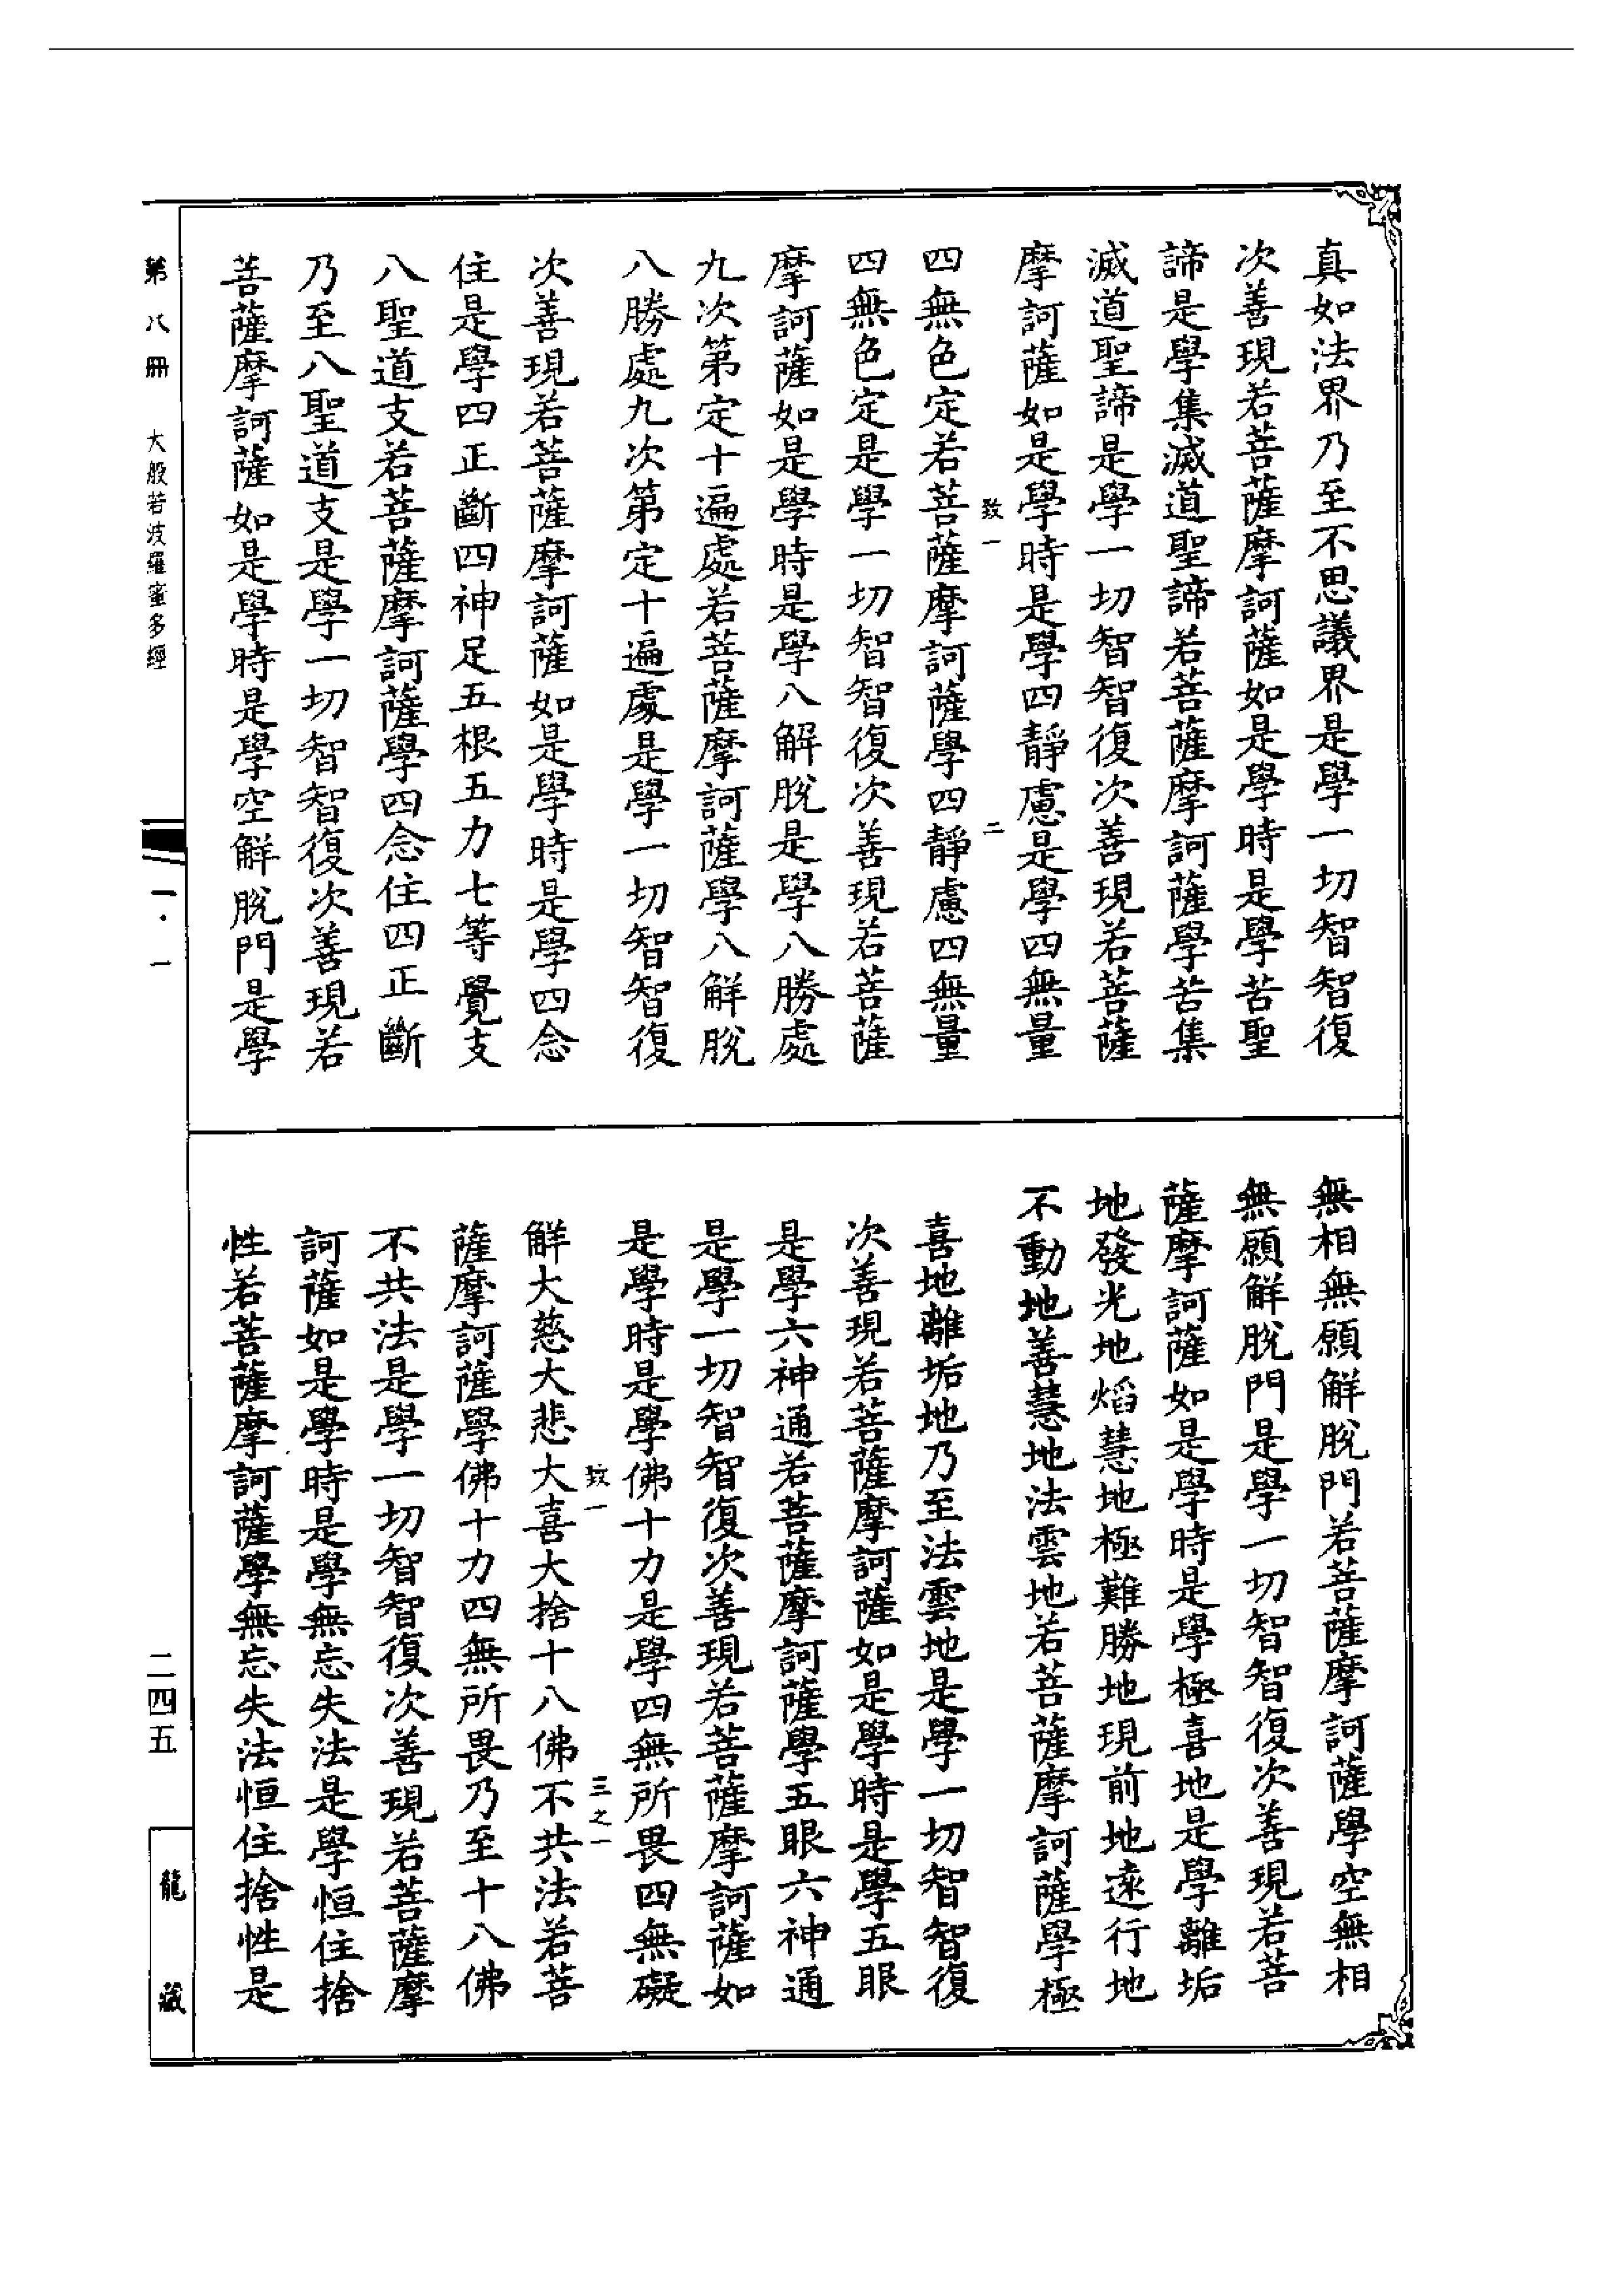 真如法界乃至不思議界是學一切智智復
次善現若菩薩摩訶薩如是學時是學苦聖
諦是學集滅道聖諦若菩薩摩訶薩學苦集
滅道聖諦是學一切智智復次善現若菩薩
摩訶薩如是學時是學四靜慮是學四無量
四無色定若菩薩摩訶薩學四靜慮四無量
四無色定是學一切智智復次善現若菩薩
摩訶薩如是學時是學八解脫是學八勝處
九次第定十遍處若菩薩摩訶薩學八解脫
八勝處九次第定十遍處是學一切智智復
次善現若菩薩摩訶薩如是學時是學四念
住是學四正斷四神足五根五力七等覺支
八聖道支若菩薩摩訶薩學四念住四正斷
乃至八聖道支是學一切智智復次善現若
菩薩摩訶薩如是學時是學空解脫門是學
無相無願解脫門若菩薩摩訶薩學空無相
無願解脫門是學一切智智復次善現若菩
薩摩訶薩如是學時是學極喜地是學離垢
地發光地焰慧地極難勝地現前地遠行地
不動地善慧地法雲地若菩薩摩訶薩學極
喜地離垢地乃至法雲地是學一切智智復
次善現若菩薩摩訶薩如是學時是學五眼
是學六神通若菩薩摩訶薩學五眼六神通
是學一切智智復次善現若菩薩摩訶薩如
是學時是學佛十力是學四無所畏四無礙
解大慈大悲大喜大捨十八佛不共法若菩
薩摩訶薩學佛十力四無所畏乃至十八佛
不共法是學一切智智復次善現若菩薩摩
訶薩如是學時是學無忘失法是學恒住捨
性若菩薩摩訶薩學無忘失法恒住捨性是
第八冊 大般若波羅蜜多經
一·一
二四五
龍藏
二
三之一